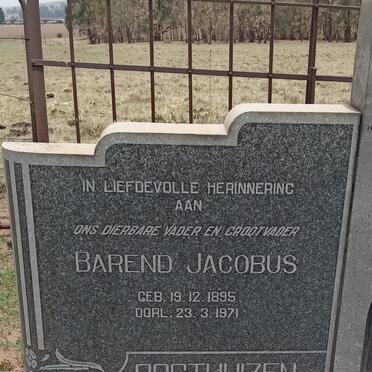 IN LIEFDEVOLLE HERINNERING
AAN
ONS DIERBARE VADER EN GROOTVADER
BAREND JACOBUS
GEB. 19.12.1895
OORL. 23.3.1971
OOSTHUIZEN